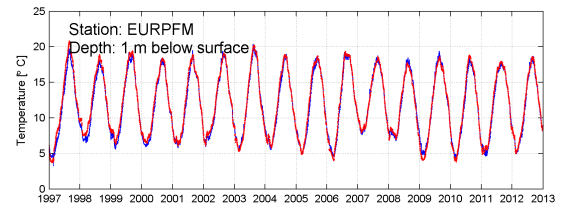 25
Station: EURPFM
Depth: 1 m below surface
20
15
10
5
0
Temperature [° C]
1997 1998 1999 2000 2001 2002 2003 2004 2005 2006 2007 2008 2009 2010 2011 2012 2013